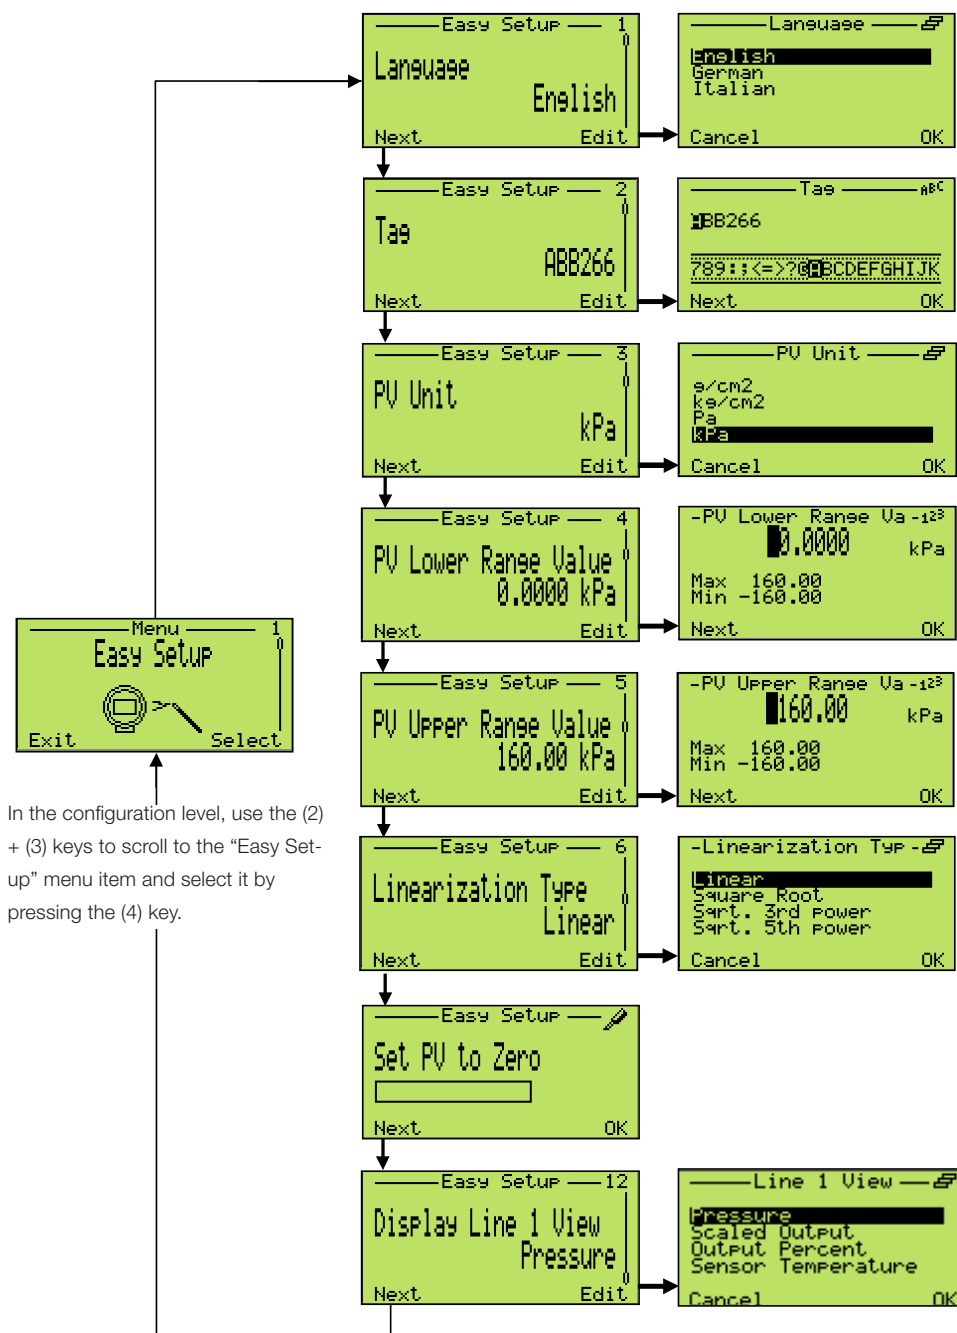 Easy Setup 1
Language
English
Next Edit
Language
English
German
Italian
Cancel OK
Easy Setup 2
Tag
ABB266
Next Edit
Tag ABC
ABB266
789:;<=>?@ABCDEFGHIJK
Next OK
Easy Setup 3
PV Unit
kPa
Next Edit
PV Unit
g/cm2
kg/cm2
Pa
kPa
Cancel OK
Easy Setup 4
PV Lower Range Value
0.0000 kPa
Next Edit
-PV Lower Range Va-123
0.0000 kPa
Max 160.00
Min -160.00
Next OK
Menu 1
Easy Setup
Exit Select
In the configuration level, use the (2)
+ (3) keys to scroll to the “Easy Set-
up” menu item and select it by
pressing the (4) key.
Easy Setup 5
PV Upper Range Value
160.00 kPa
Next Edit
-PV Upper Range Va-123
160.00 kPa
Max 160.00
Min -160.00
Next OK
Easy Setup 6
Linearization Type
Linear
Next Edit
-Linearization Typ-
Linear
Square Root
Sqrt. 3rd power
Sqrt. 5th power
Cancel OK
Easy Setup
Set PV to Zero
Next OK
Easy Setup 12
Display Line 1 View
Pressure
Next Edit
Line 1 View
Pressure
Scaled Output
Output Percent
Sensor Temperature
Cancel OK